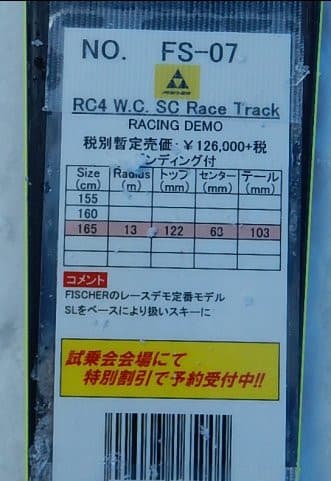 NO. FS-07
FISCHER
RC4 W.C. SC Race Track
RACING DEMO
税別暫定売価・￥126,000+税
ンディング付
Size (cm) Radius (m) トップ (mm) センター (mm) テール (mm)
155
160
165 13 122 103
コメント
FISCHERのレースデモ定番モデル
SLをベースにより扱いスキーに
試乗会会場にて
特別割引で予約受付中!!